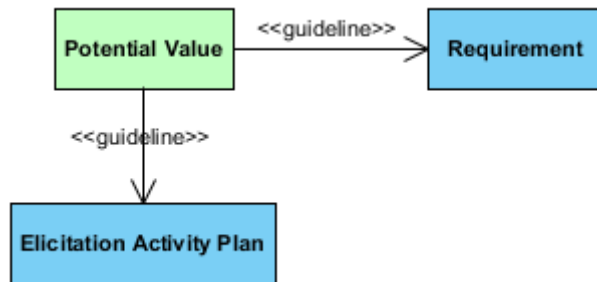 <<guideline>>
Potential Value
Requirement
<<guideline>>
Elicitation Activity Plan